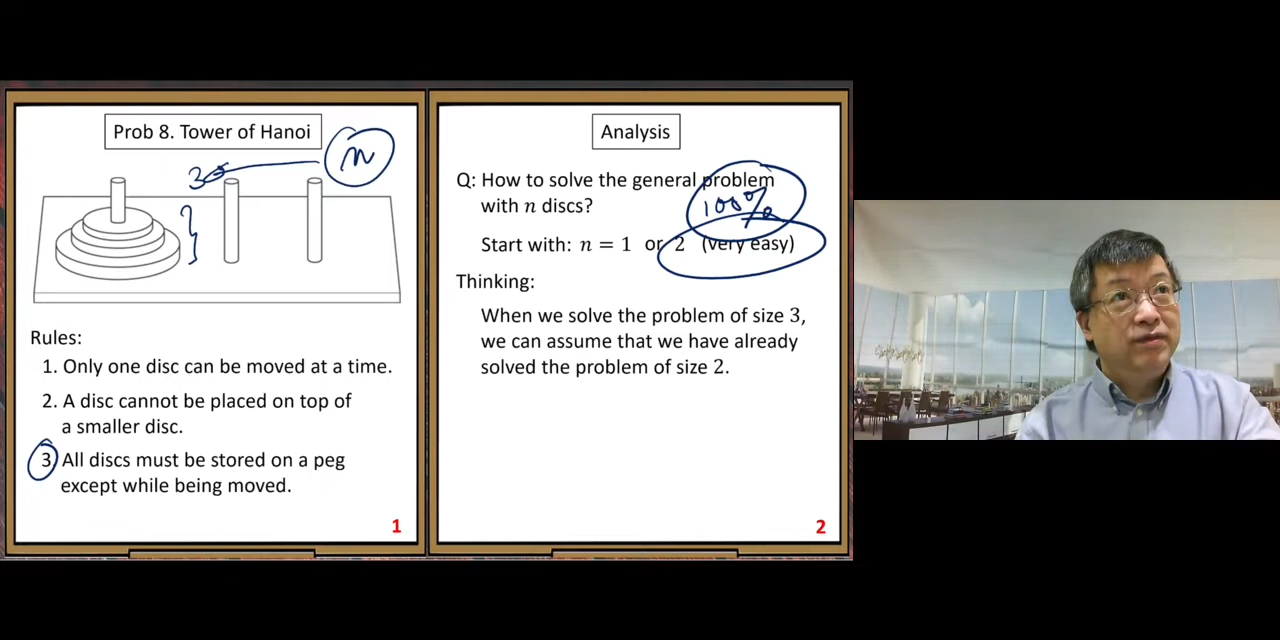 Prob 8. Tower of Hanoi
n
3
Rules:
1. Only one disc can be moved at a time.
2. A disc cannot be placed on top of
a smaller disc.
3. All discs must be stored on a peg
except while being moved.
1
Analysis
Q: How to solve the general problem
with n discs?
100%
Start with: n = 1 or 2 (very easy)
Thinking:
When we solve the problem of size 3,
we can assume that we have already
solved the problem of size 2.
2